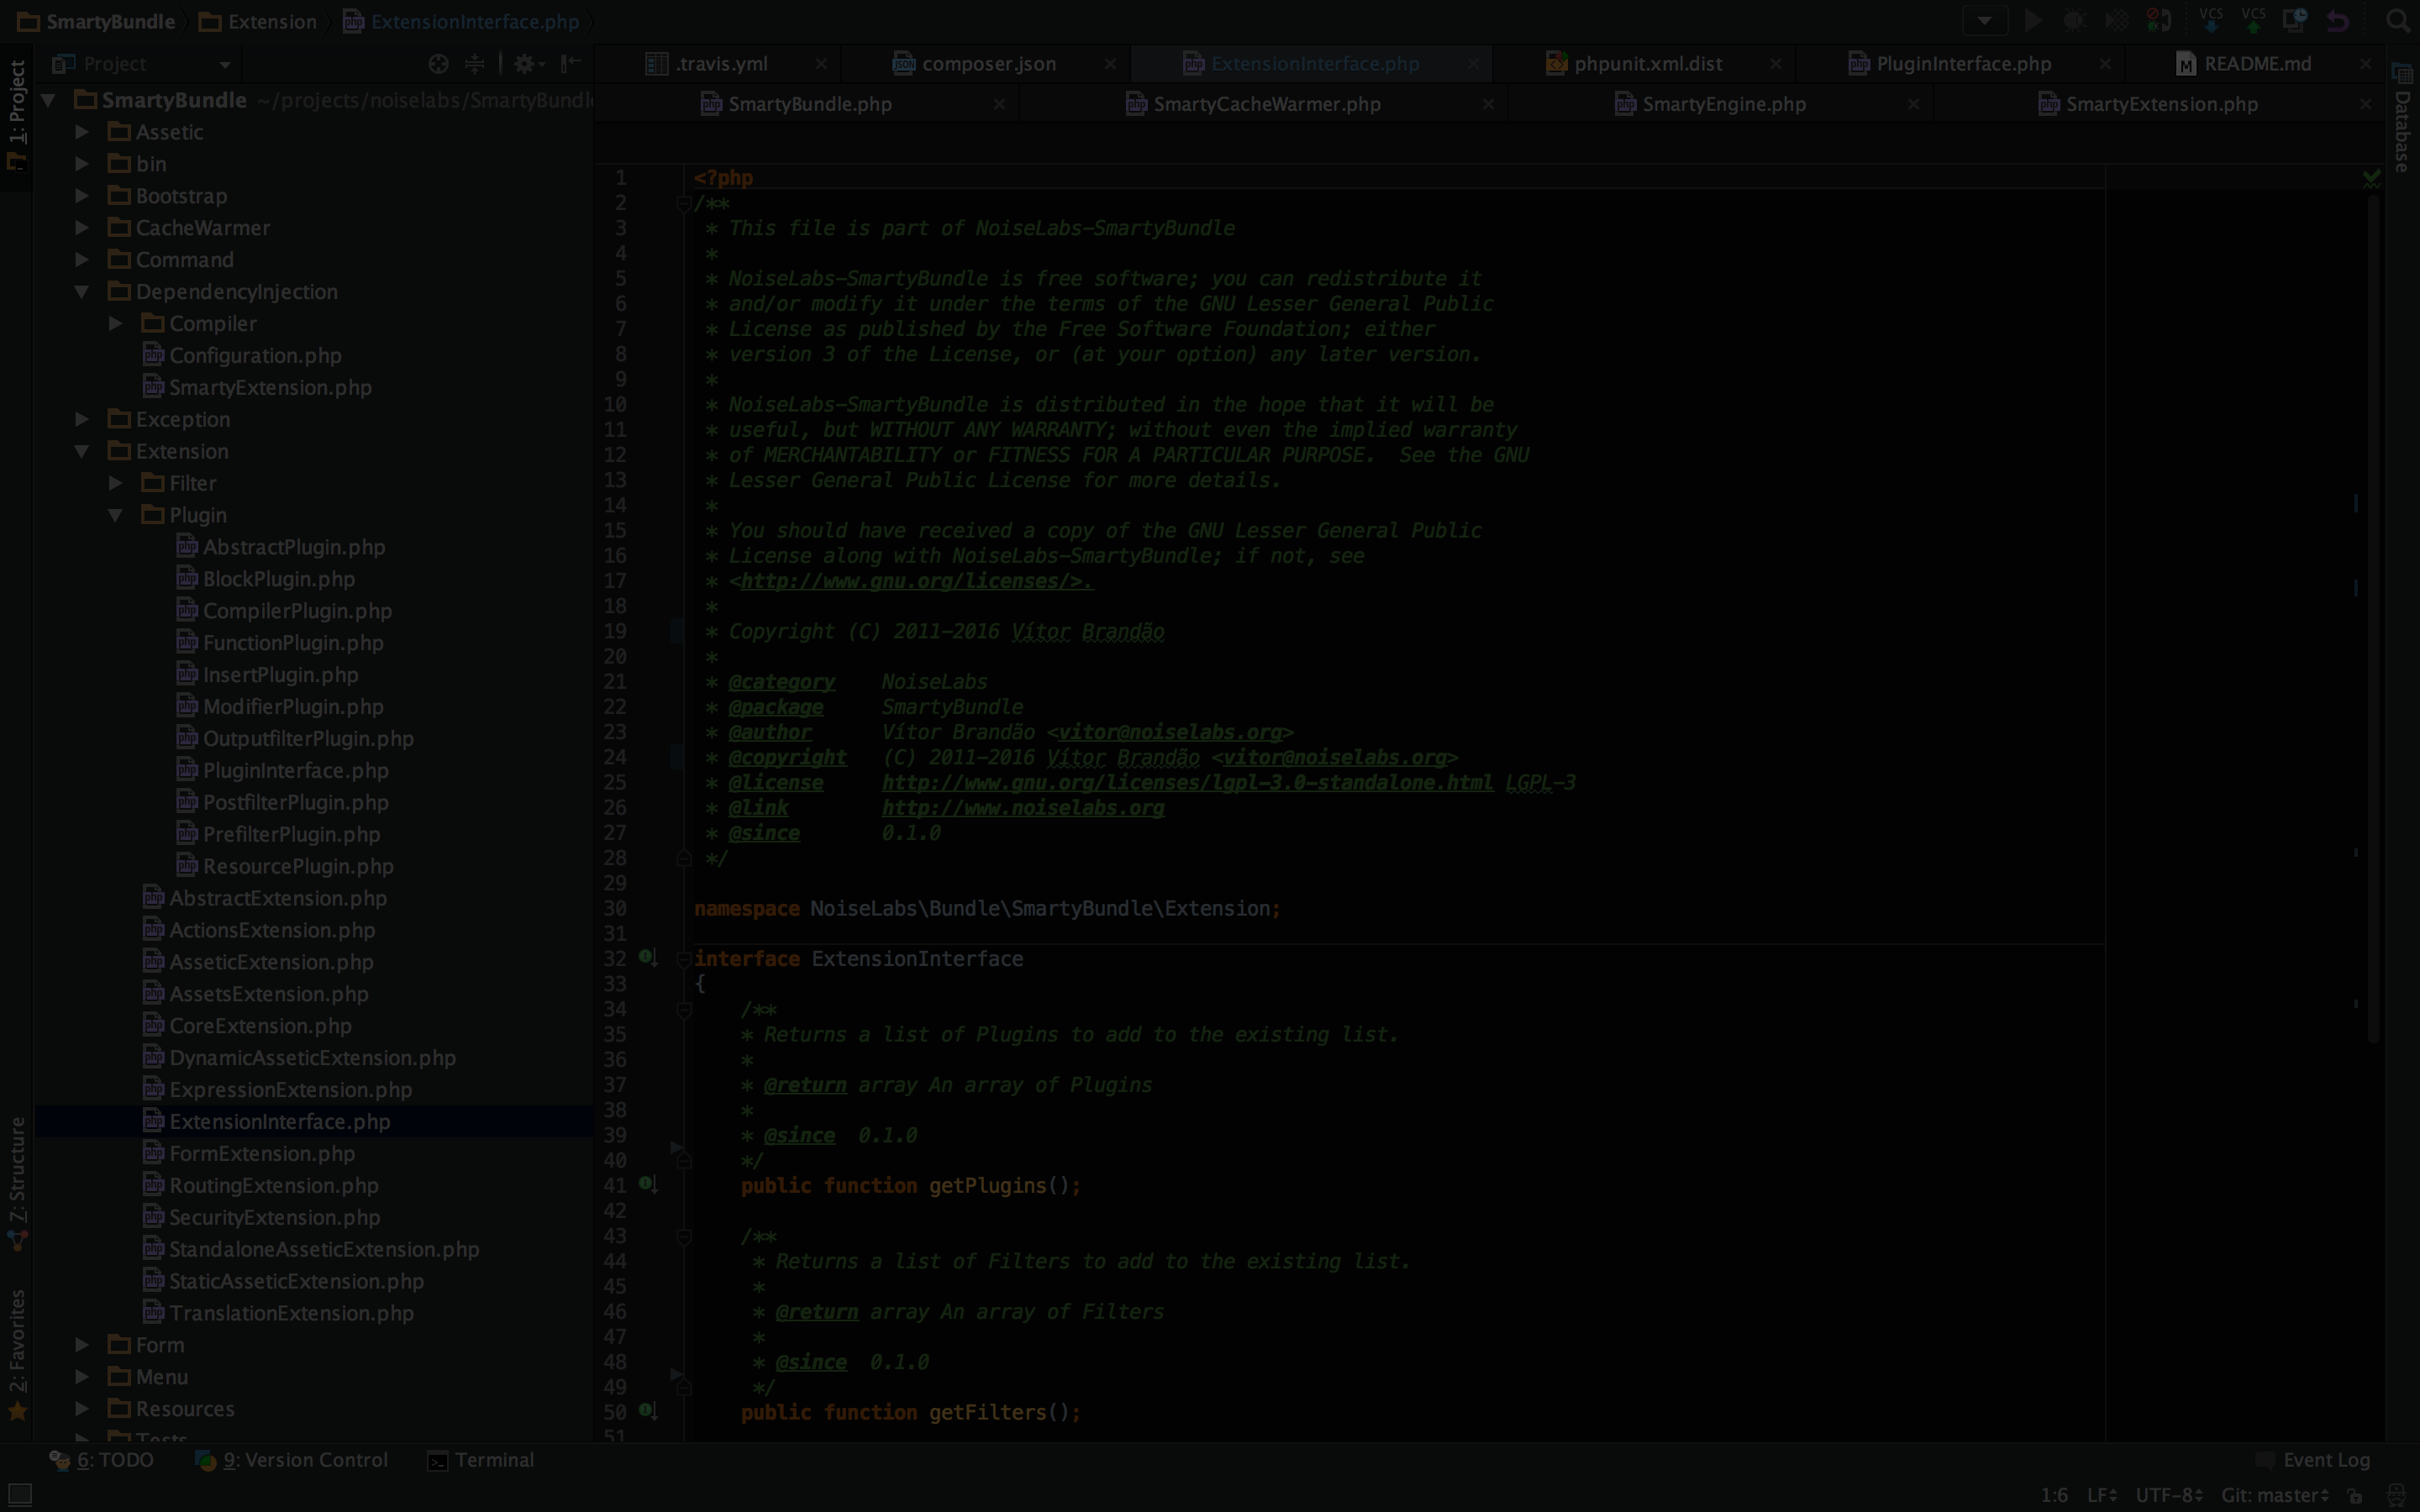 SmartyBundle Extension ExtensionInterface.php
VCS VCS
1: Project
Project
SmartyBundle ~/projects/noiselabs/SmartyBundl
Assetic
bin
Bootstrap
CacheWarmer
Command
DependencyInjection
Compiler
Configuration.php
SmartyExtension.php
Exception
Extension
Filter
Plugin
AbstractPlugin.php
BlockPlugin.php
CompilerPlugin.php
FunctionPlugin.php
InsertPlugin.php
ModifierPlugin.php
OutputfilterPlugin.php
PluginInterface.php
PostfilterPlugin.php
PrefilterPlugin.php
ResourcePlugin.php
AbstractExtension.php
ActionsExtension.php
AsseticExtension.php
AssetsExtension.php
CoreExtension.php
DynamicAsseticExtension.php
ExpressionExtension.php
ExtensionInterface.php
FormExtension.php
RoutingExtension.php
SecurityExtension.php
StandaloneAsseticExtension.php
StaticAsseticExtension.php
TranslationExtension.php
Form
Menu
Resources
Tests
7: Structure
2: Favorites
.travis.yml composer.json ExtensionInterface.php phpunit.xml.dist PluginInterface.php README.md
SmartyBundle.php SmartyCacheWarmer.php SmartyEngine.php SmartyExtension.php
Database
1 <?php
2 /**
3 * This file is part of NoiseLabs-SmartyBundle
4 *
5 * NoiseLabs-SmartyBundle is free software; you can redistribute it
6 * and/or modify it under the terms of the GNU Lesser General Public
7 * License as published by the Free Software Foundation; either
8 * version 3 of the License, or (at your option) any later version.
9 *
10 * NoiseLabs-SmartyBundle is distributed in the hope that it will be
11 * useful, but WITHOUT ANY WARRANTY; without even the implied warranty
12 * of MERCHANTABILITY or FITNESS FOR A PARTICULAR PURPOSE.  See the GNU
13 * Lesser General Public License for more details.
14 *
15 * You should have received a copy of the GNU Lesser General Public
16 * License along with NoiseLabs-SmartyBundle; if not, see
17 * <http://www.gnu.org/licenses/>.
18 *
19 * Copyright (C) 2011-2016 Vítor Brandão
20 *
21 * @category    NoiseLabs
22 * @package     SmartyBundle
23 * @author      Vítor Brandão <vitor@noiselabs.org>
24 * @copyright   (C) 2011-2016 Vítor Brandão <vitor@noiselabs.org>
25 * @license     http://www.gnu.org/licenses/lgpl-3.0-standalone.html LGPL-3
26 * @link        http://www.noiselabs.org
27 * @since       0.1.0
28 */
29
30 namespace NoiseLabs\Bundle\SmartyBundle\Extension;
31
32 interface ExtensionInterface
33 {
34     /**
35     * Returns a list of Plugins to add to the existing list.
36     *
37     * @return array An array of Plugins
38     *
39     * @since  0.1.0
40     */
41     public function getPlugins();
42
43     /**
44      * Returns a list of Filters to add to the existing list.
45      *
46      * @return array An array of Filters
47      *
48      * @since  0.1.0
49      */
50     public function getFilters();
51
6: TODO 9: Version Control Terminal Event Log
1:6 LF UTF-8 Git: master